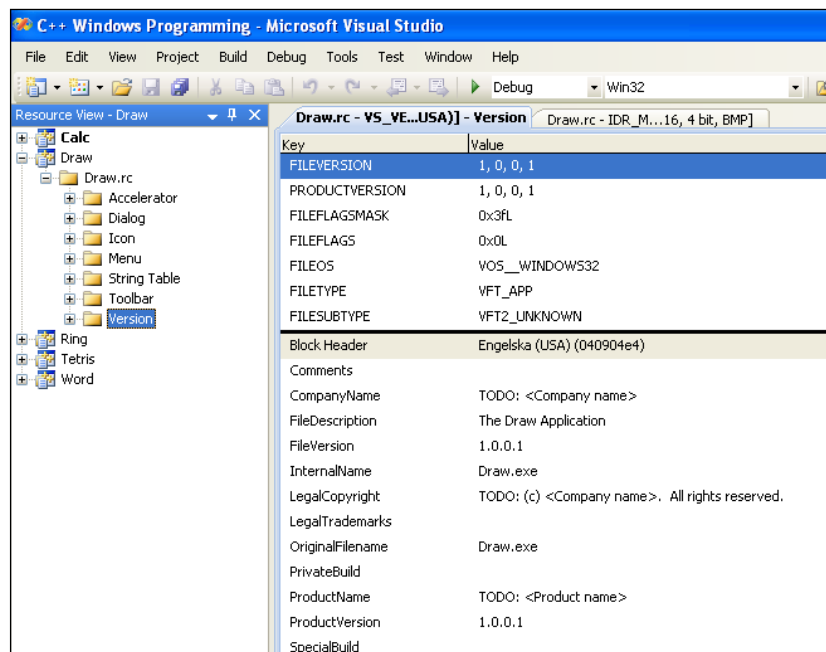 C++ Windows Programming - Microsoft Visual Studio
File Edit View Project Build Debug Tools Test Window Help
Debug Win32
Resource View - Draw
Draw.rc - VS_VE...USA)] - Version Draw.rc - IDR_M...16, 4 bit, BMP]
Calc
Draw
Draw.rc
Accelerator
Dialog
Icon
Menu
String Table
Toolbar
Version
Ring
Tetris
Word
Key Value
FILEVERSION 1, 0, 0, 1
PRODUCTVERSION 1, 0, 0, 1
FILEFLAGSMASK 0x3fL
FILEFLAGS 0x0L
FILEOS VOS__WINDOWS32
FILETYPE VFT_APP
FILESUBTYPE VFT2_UNKNOWN
Block Header Engelska (USA) (040904e4)
Comments
CompanyName TODO: <Company name>
FileDescription The Draw Application
FileVersion 1.0.0.1
InternalName Draw.exe
LegalCopyright TODO: (c) <Company name>. All rights reserved.
LegalTrademarks
OriginalFilename Draw.exe
PrivateBuild
ProductName TODO: <Product name>
ProductVersion 1.0.0.1
SpecialBuild